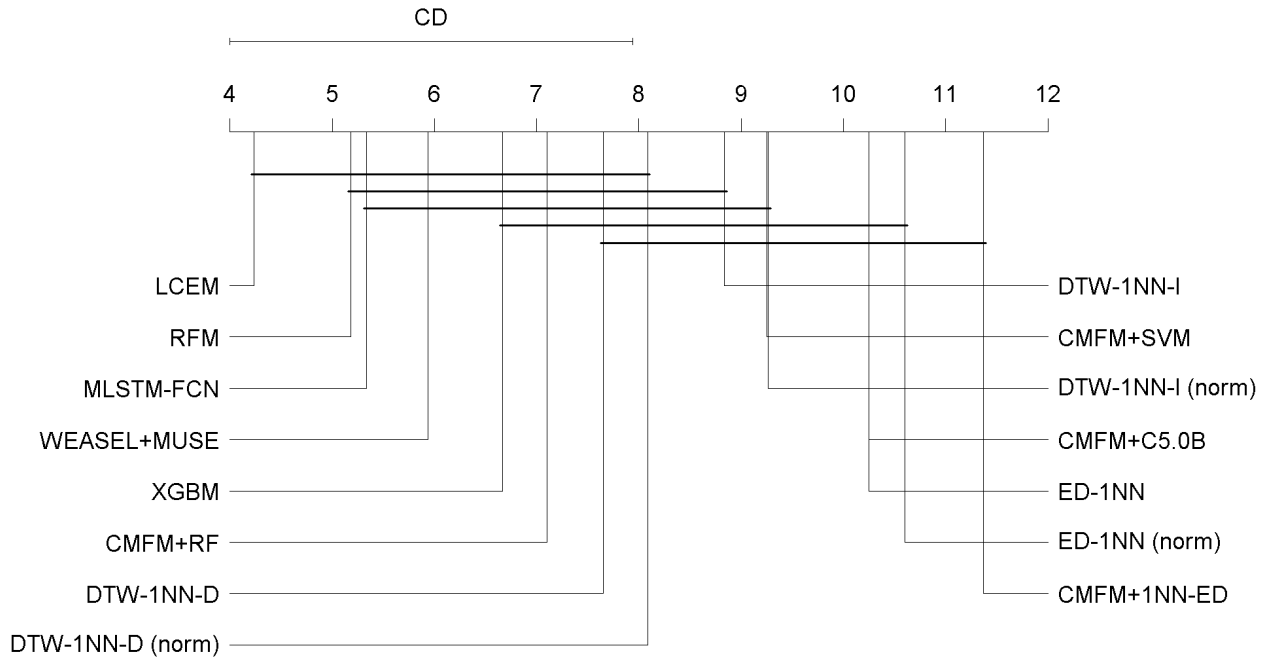 CD
4 5 6 7 8 9 10 11 12
LCEM
RFM
MLSTM-FCN
WEASEL+MUSE
XGBM
CMFM+RF
DTW-1NN-D
DTW-1NN-D (norm)
DTW-1NN-I
CMFM+SVM
DTW-1NN-I (norm)
CMFM+C5.0B
ED-1NN
ED-1NN (norm)
CMFM+1NN-ED